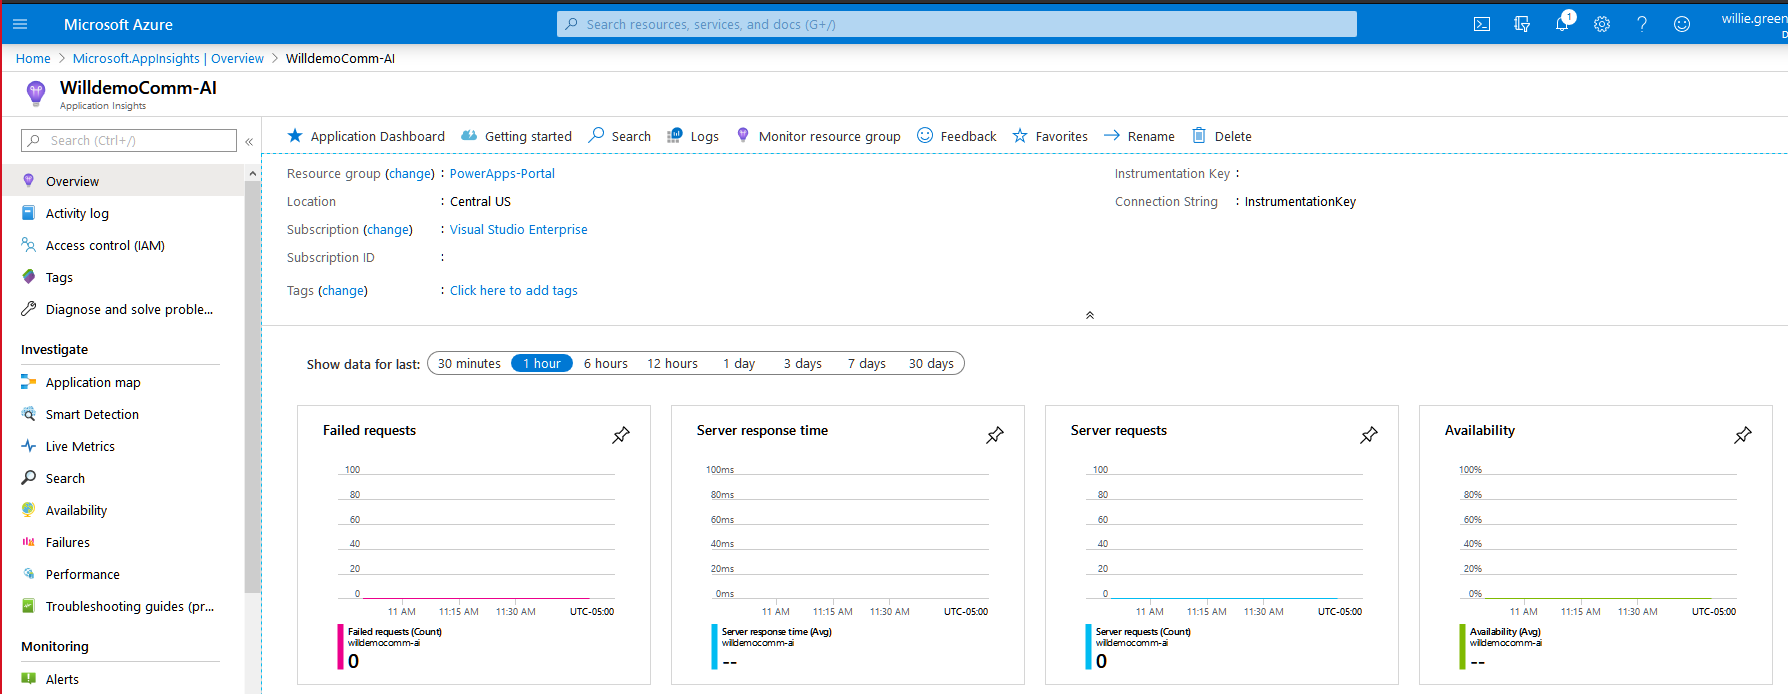 Microsoft Azure
Search resources, services, and docs (G+/)
1
willie.green
Home > Microsoft.AppInsights | Overview > WilldemoComm-AI
WilldemoComm-AI
Application Insights
Search (Ctrl+/)
«
Overview
Activity log
Access control (IAM)
Tags
Diagnose and solve proble...
Investigate
Application map
Smart Detection
Live Metrics
Search
Availability
Failures
Performance
Troubleshooting guides (pr...
Monitoring
Alerts
Application Dashboard Getting started Search Logs Monitor resource group Feedback Favorites Rename Delete
Resource group (change) : PowerApps-Portal
Location : Central US
Subscription (change) : Visual Studio Enterprise
Subscription ID :
Tags (change) : Click here to add tags
Instrumentation Key :
Connection String : InstrumentationKey
Show data for last: 30 minutes 1 hour 6 hours 12 hours 1 day 3 days 7 days 30 days
Failed requests
100
80
60
40
20
0
11 AM 11:15 AM 11:30 AM UTC-05:00
Failed requests (Count)
willdemocomm-ai
0
Server response time
100ms
80ms
60ms
40ms
20ms
0ms
11 AM 11:15 AM 11:30 AM UTC-05:00
Server response time (Avg)
willdemocomm-ai
--
Server requests
100
80
60
40
20
0
11 AM 11:15 AM 11:30 AM UTC-05:00
Server requests (Count)
willdemocomm-ai
0
Availability
100%
80%
60%
40%
20%
0%
11 AM 11:15 AM 11:30 AM UTC-05:00
Availability (Avg)
willdemocomm-ai
--